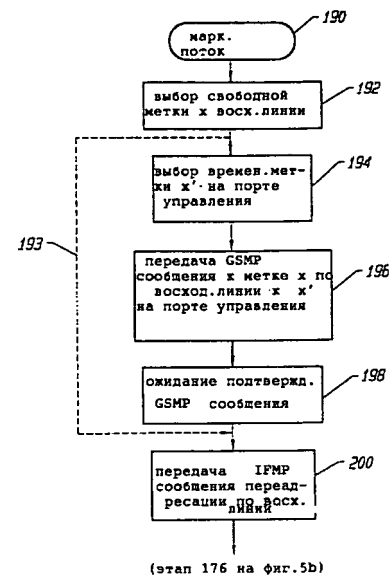 190
марк.
поток
192
выбор свободной
метки x восх.линии
194
выбор времен.мет-
ки x' на порте
управления
193
196
передача GSMP
сообщения x метке x по
восход.линии x x'
на порте управления
198
ожидание подтвержд.
GSMP сообщения
200
передача IFMP
сообщения переад-
ресации по восх.
линии
(этап 176 на фиг.5b)